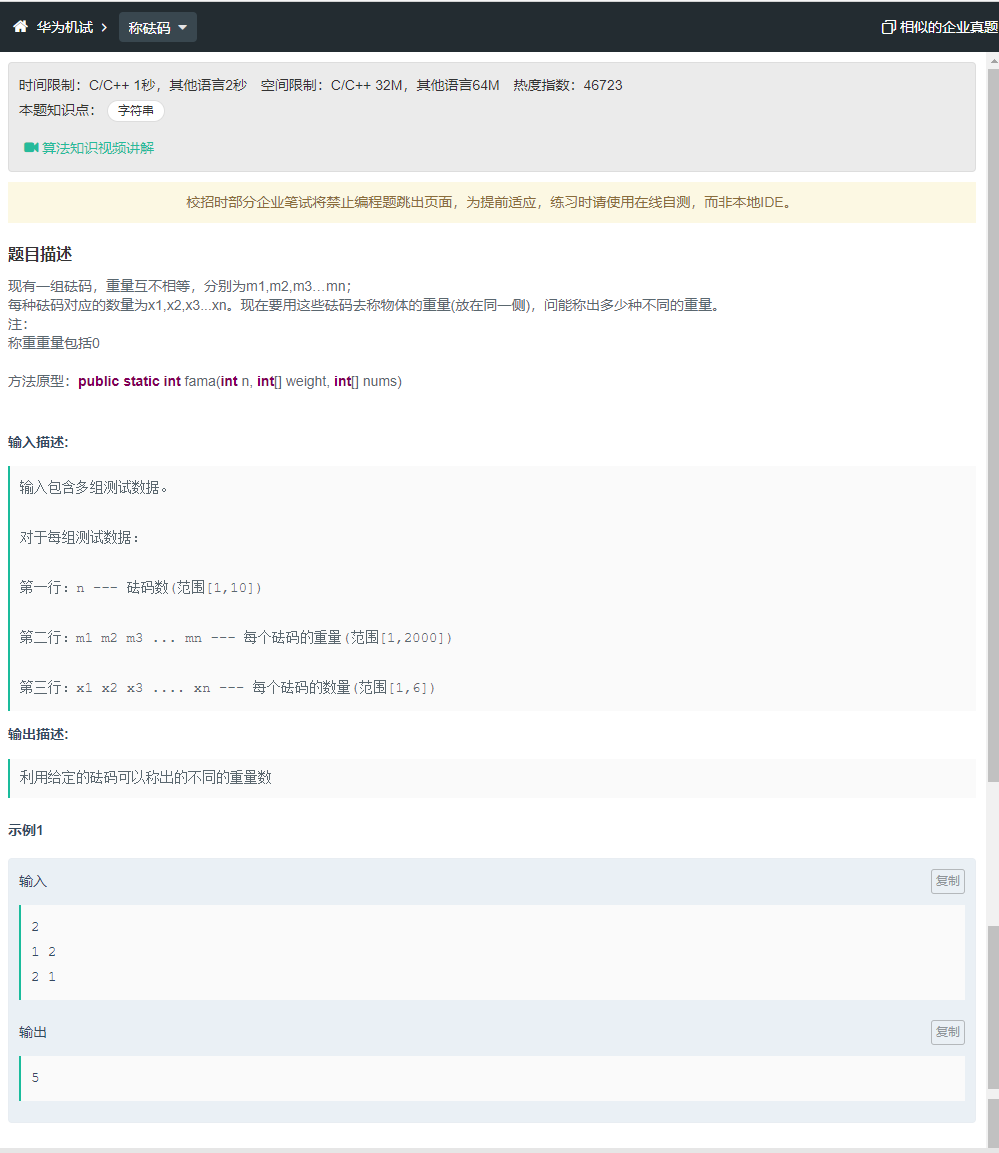 华为机试 > 称砝码 相似的企业真题
时间限制：C/C++ 1秒，其他语言2秒 空间限制：C/C++ 32M，其他语言64M 热度指数：46723
本题知识点： 字符串
算法知识视频讲解
校招时部分企业笔试将禁止编程题跳出页面，为提前适应，练习时请使用在线自测，而非本地IDE。
题目描述
现有一组砝码，重量互不相等，分别为m1,m2,m3…mn；
每种砝码对应的数量为x1,x2,x3...xn。现在要用这些砝码去称物体的重量(放在同一侧)，问能称出多少种不同的重量。
注：
称重重量包括0
方法原型：public static int fama(int n, int[] weight, int[] nums)
输入描述:
输入包含多组测试数据。
对于每组测试数据：
第一行：n --- 砝码数(范围[1,10])
第二行：m1 m2 m3 ... mn --- 每个砝码的重量(范围[1,2000])
第三行：x1 x2 x3 .... xn --- 每个砝码的数量(范围[1,6])
输出描述:
利用给定的砝码可以称出的不同的重量数
示例1
输入 复制
2
1 2
2 1
输出 复制
5